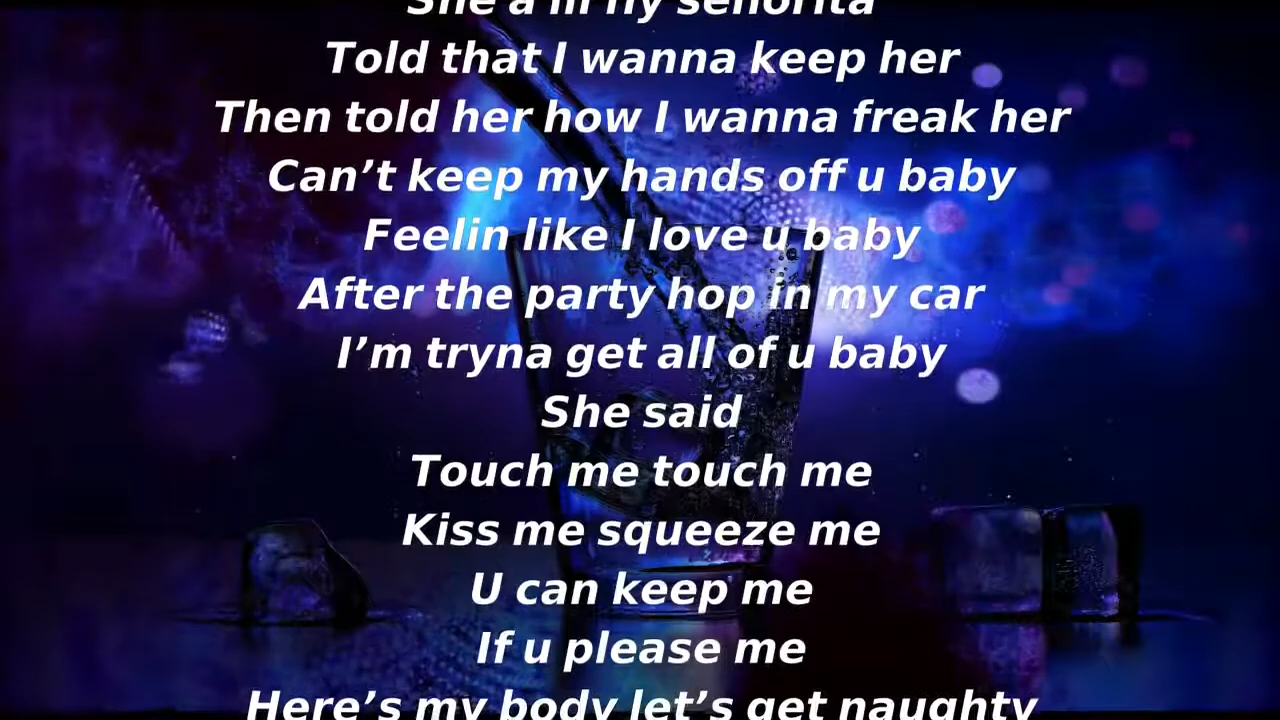 She a lil fly señorita
Told that I wanna keep her
Then told her how I wanna freak her
Can’t keep my hands off u baby
Feelin like I love u baby
After the party hop in my car
I’m tryna get all of u baby
She said
Touch me touch me
Kiss me squeeze me
U can keep me
If u please me
Here’s my body let’s get naughty